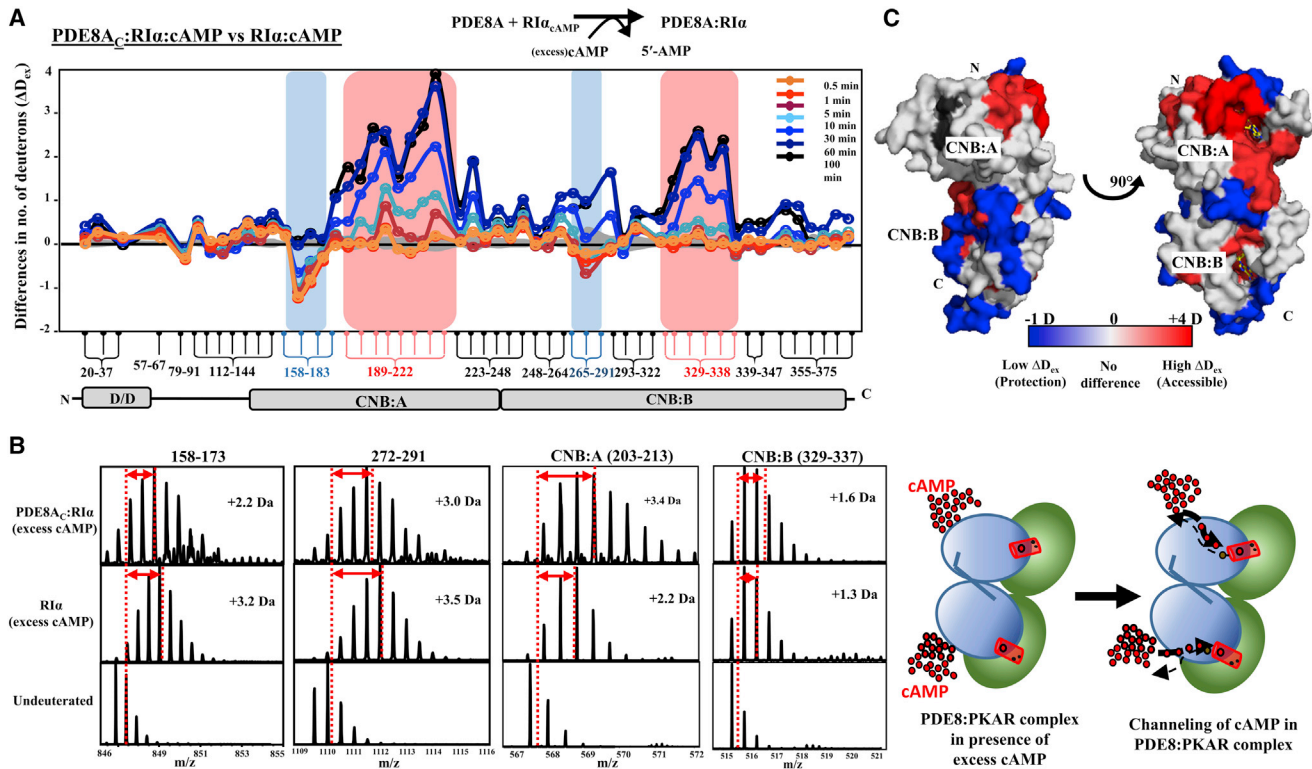 A
PDE8A + RIαcAMP
PDE8A:RIα
(excess)cAMP
5′-AMP
PDE8AC:RIα:cAMP vs RIα:cAMP
Differences in no. of deuterons (ΔDex)
4
3
2
1
0
-1
-2
0.5 min
1 min
5 min
10 min
30 min
60 min
100
min
20-37
57-67
79-91
112-144
158-183
189-222
223-248
248-264
265-291
293-322
329-338
339-347
355-375
N
D/D
CNB:A
CNB:B
C
B
158-173
272-291
CNB:A (203-213)
CNB:B (329-337)
PDE8AC:RIα
(excess cAMP)
+2.2 Da
+3.0 Da
+3.4 Da
+1.6 Da
RIα
(excess cAMP)
+3.2 Da
+3.5 Da
+2.2 Da
+1.3 Da
Undeuterated
846 849 851 853 855
1109 1110 1111 1112 1113 1114 1116
567 568 569 570 571 572
515 516 517 518 519 521
m/z
m/z
m/z
m/z
C
N
CNB:A
CNB:B
C
90°
N
CNB:A
CNB:B
C
-1 D
0
+4 D
Low ΔDex
(Protection)
No
difference
High ΔDex
(Accessible)
cAMP
cAMP
cAMP
PDE8:PKAR complex
in presence of
excess cAMP
Channeling of cAMP in
PDE8:PKAR complex